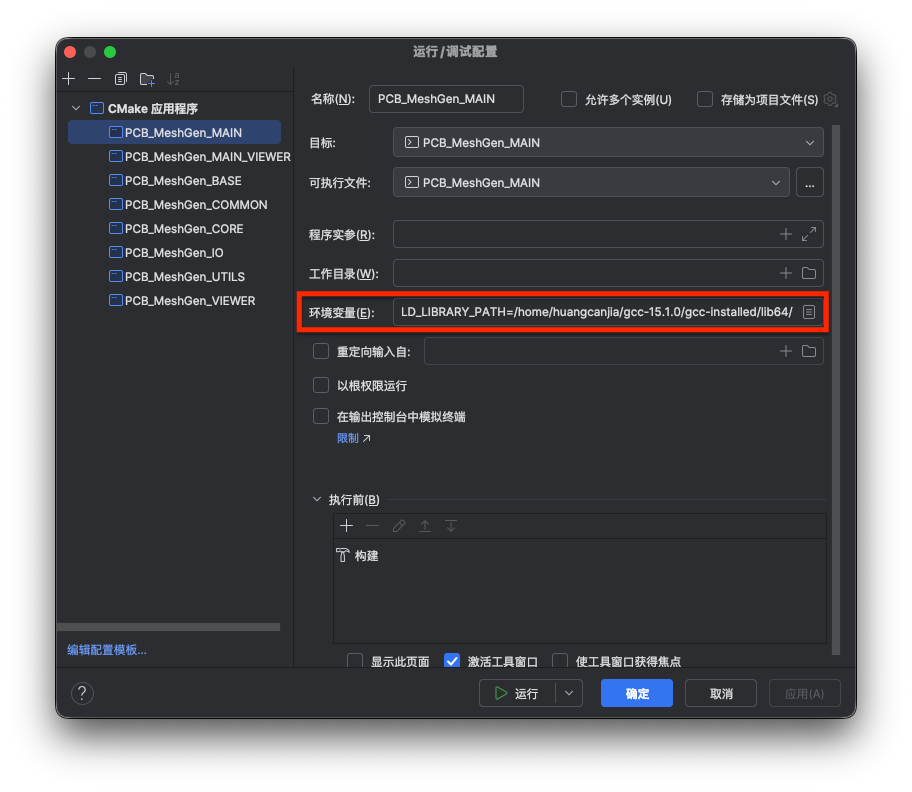 运行/调试配置
CMake 应用程序
PCB_MeshGen_MAIN
PCB_MeshGen_MAIN_VIEWER
PCB_MeshGen_BASE
PCB_MeshGen_COMMON
PCB_MeshGen_CORE
PCB_MeshGen_IO
PCB_MeshGen_UTILS
PCB_MeshGen_VIEWER
编辑配置模板...
名称(N): PCB_MeshGen_MAIN 允许多个实例(U) 存储为项目文件(S)
目标: PCB_MeshGen_MAIN
可执行文件: PCB_MeshGen_MAIN ...
程序实参(R):
工作目录(W):
环境变量(E): LD_LIBRARY_PATH=/home/huangcanjia/gcc-15.1.0/gcc-installed/lib64/
重定向输入自:
以根权限运行
在输出控制台中模拟终端
限制
执行前(B)
构建
显示此页面 激活工具窗口 使工具窗口获得焦点
? 运行 确定 取消 应用(A)